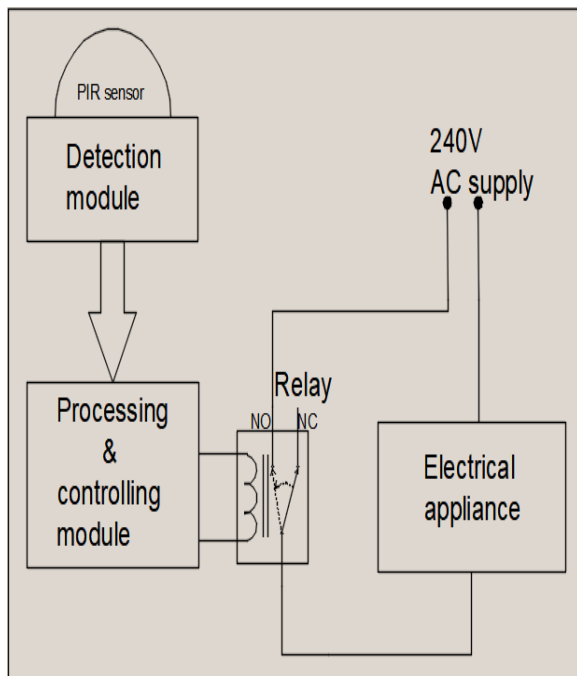 PIR sensor
Detection
module
240V
AC supply
Processing
&
controlling
module
Relay
NO NC
Electrical
appliance